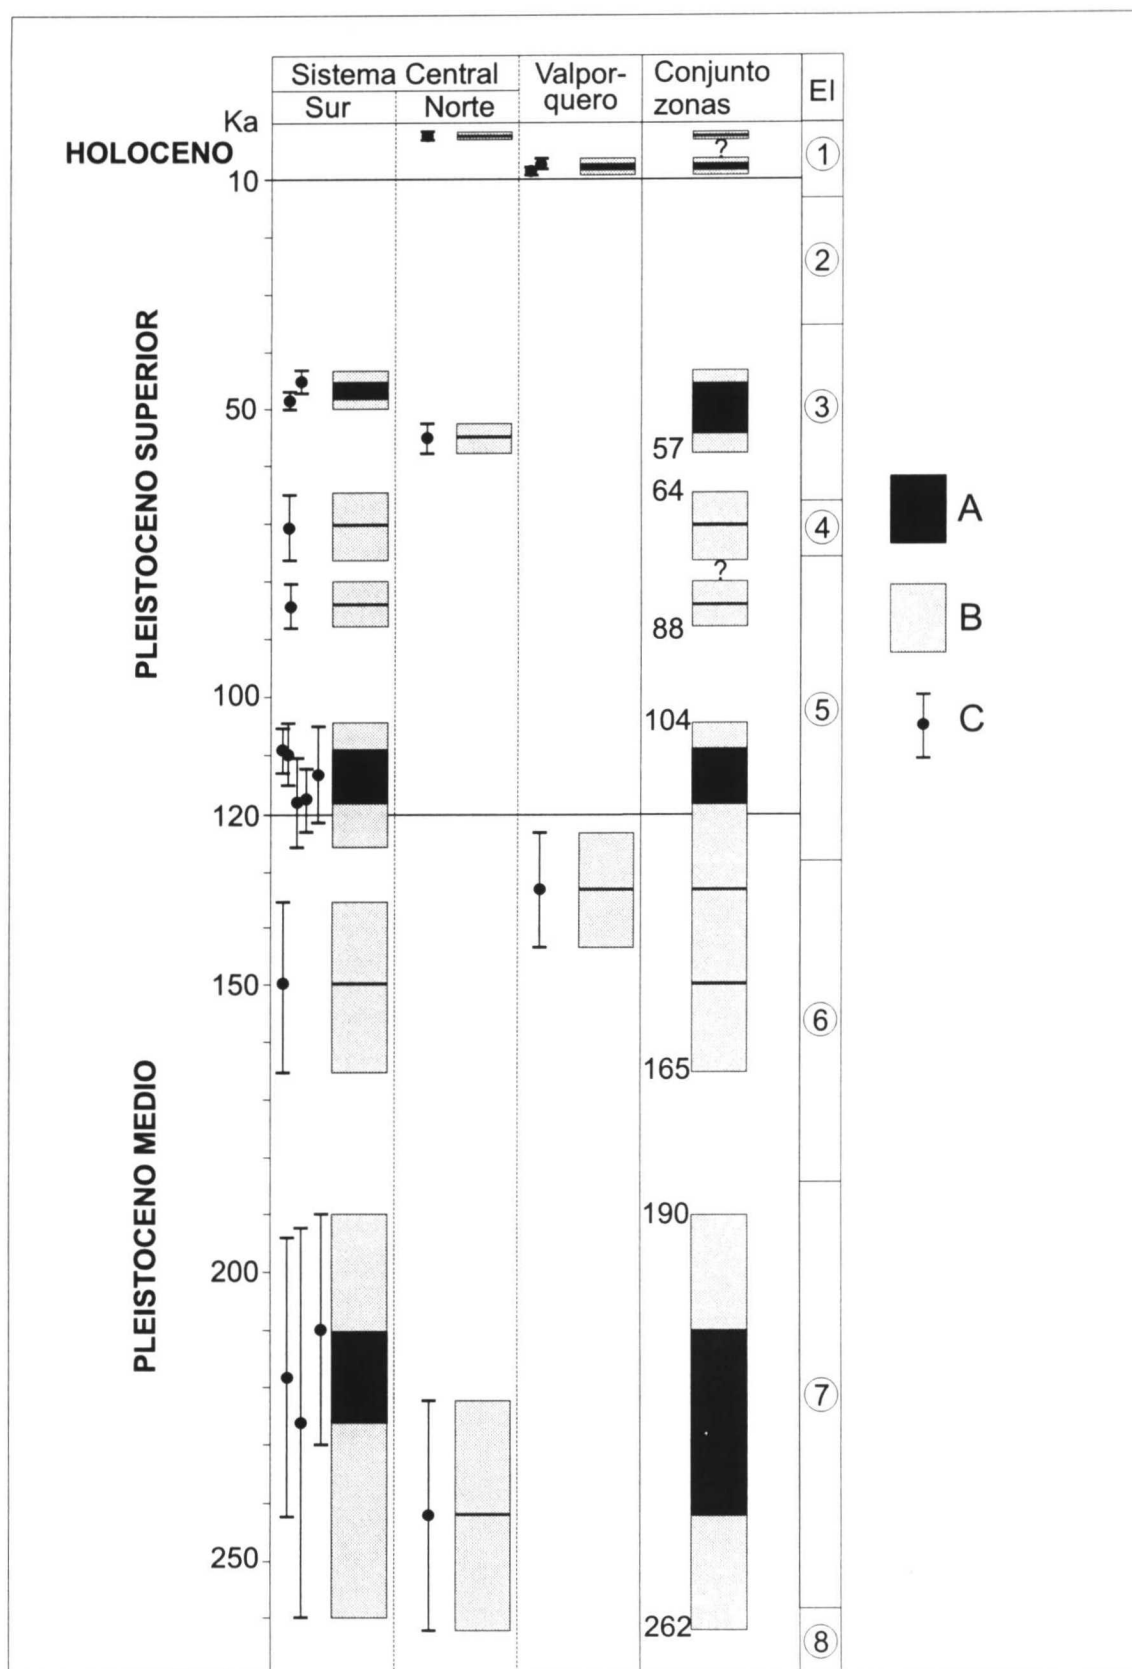 Sistema Central
Sur
Norte
Valpor-
quero
Conjunto
zonas
EI
Ka
HOLOCENO
10
50
100
120
150
200
250
PLEISTOCENO SUPERIOR
PLEISTOCENO MEDIO
?
57
64
?
88
104
165
190
262
1
2
3
4
5
6
7
8
A
B
C